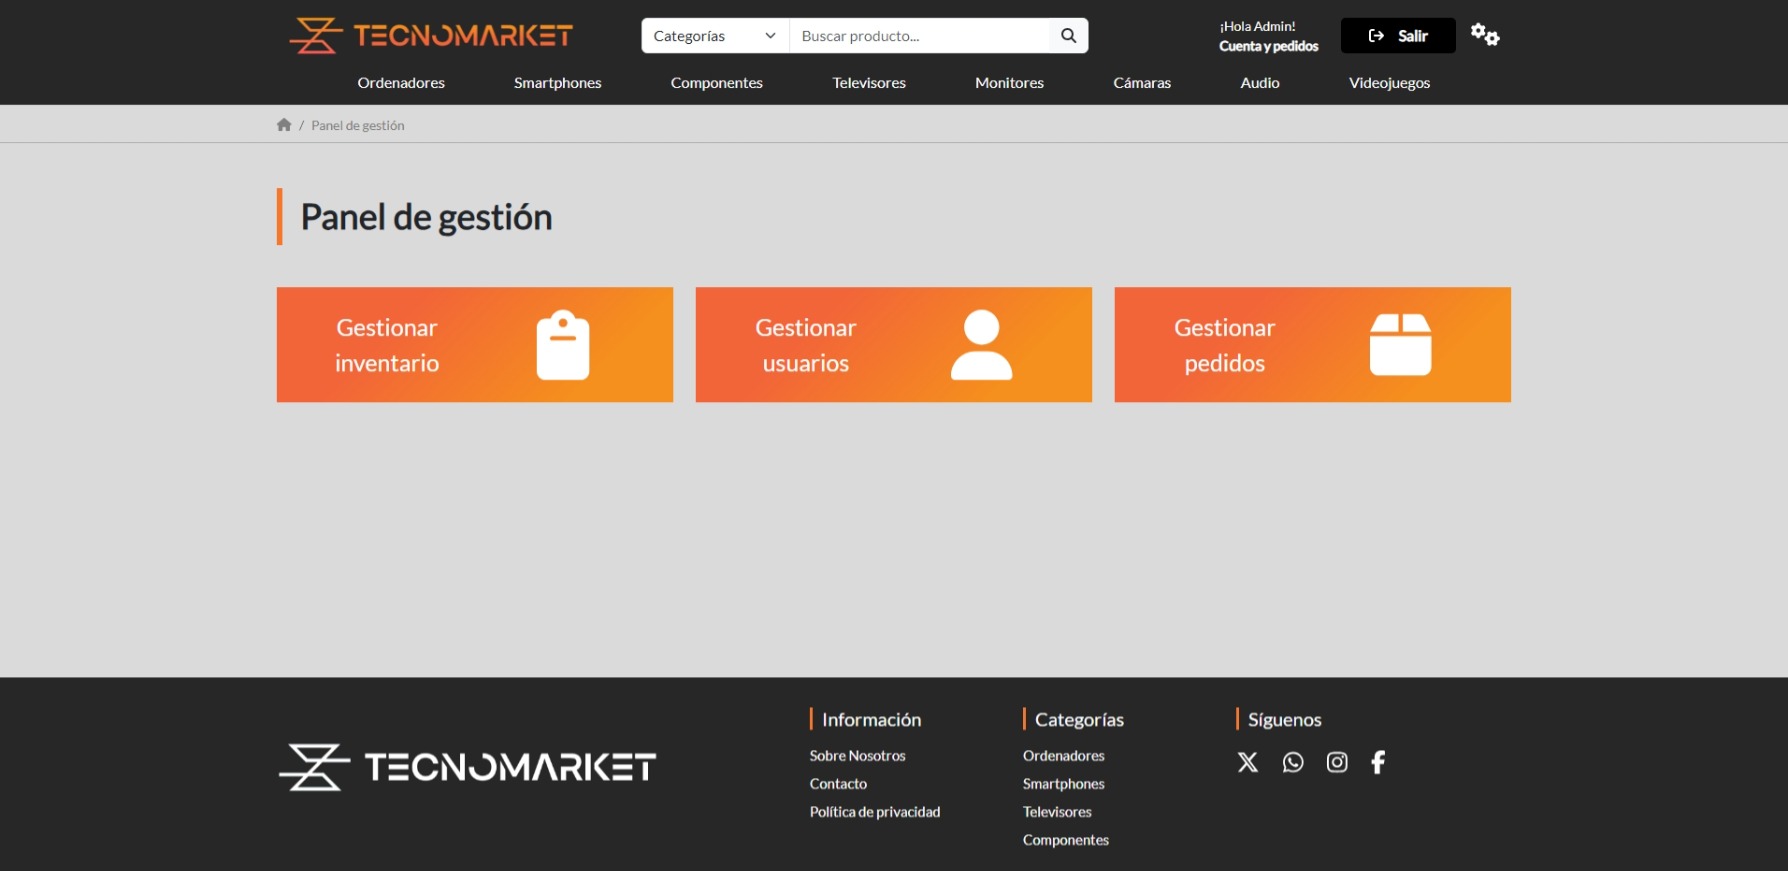 TECNOMARKET
Categorías
Buscar producto...
¡Hola Admin!
Cuenta y pedidos
Salir
Ordenadores
Smartphones
Componentes
Televisores
Monitores
Cámaras
Audio
Videojuegos
/ Panel de gestión
Panel de gestión
Gestionar
inventario
Gestionar
usuarios
Gestionar
pedidos
TECNOMARKET
Información
Sobre Nosotros
Contacto
Política de privacidad
Categorías
Ordenadores
Smartphones
Televisores
Componentes
Síguenos